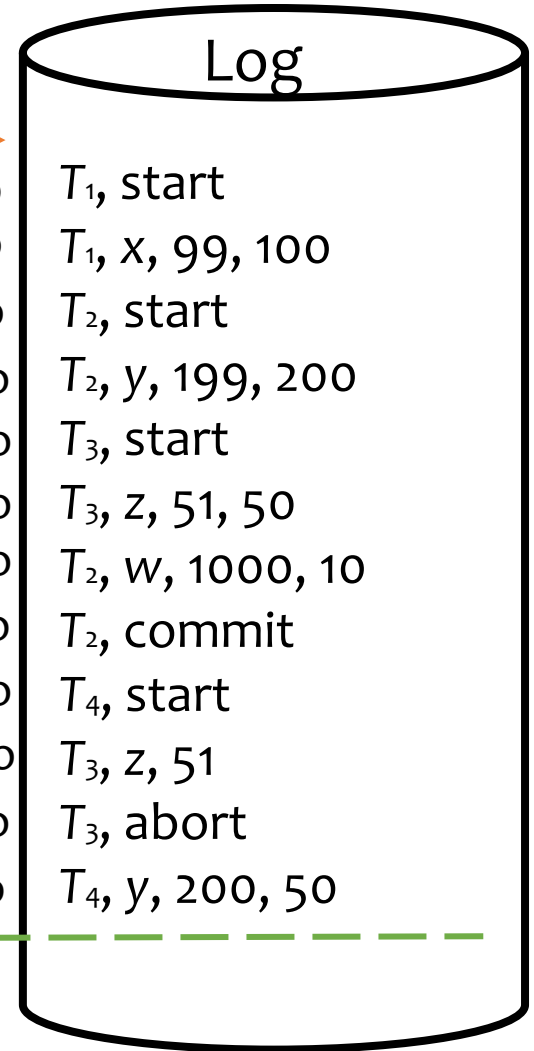 Log
T₁, start
T₁, x, 99, 100
T₂, start
T₂, y, 199, 200
T₃, start
T₃, z, 51, 50
T₂, w, 1000, 10
T₂, commit
T₄, start
T₃, z, 51
T₃, abort
T₄, y, 200, 50